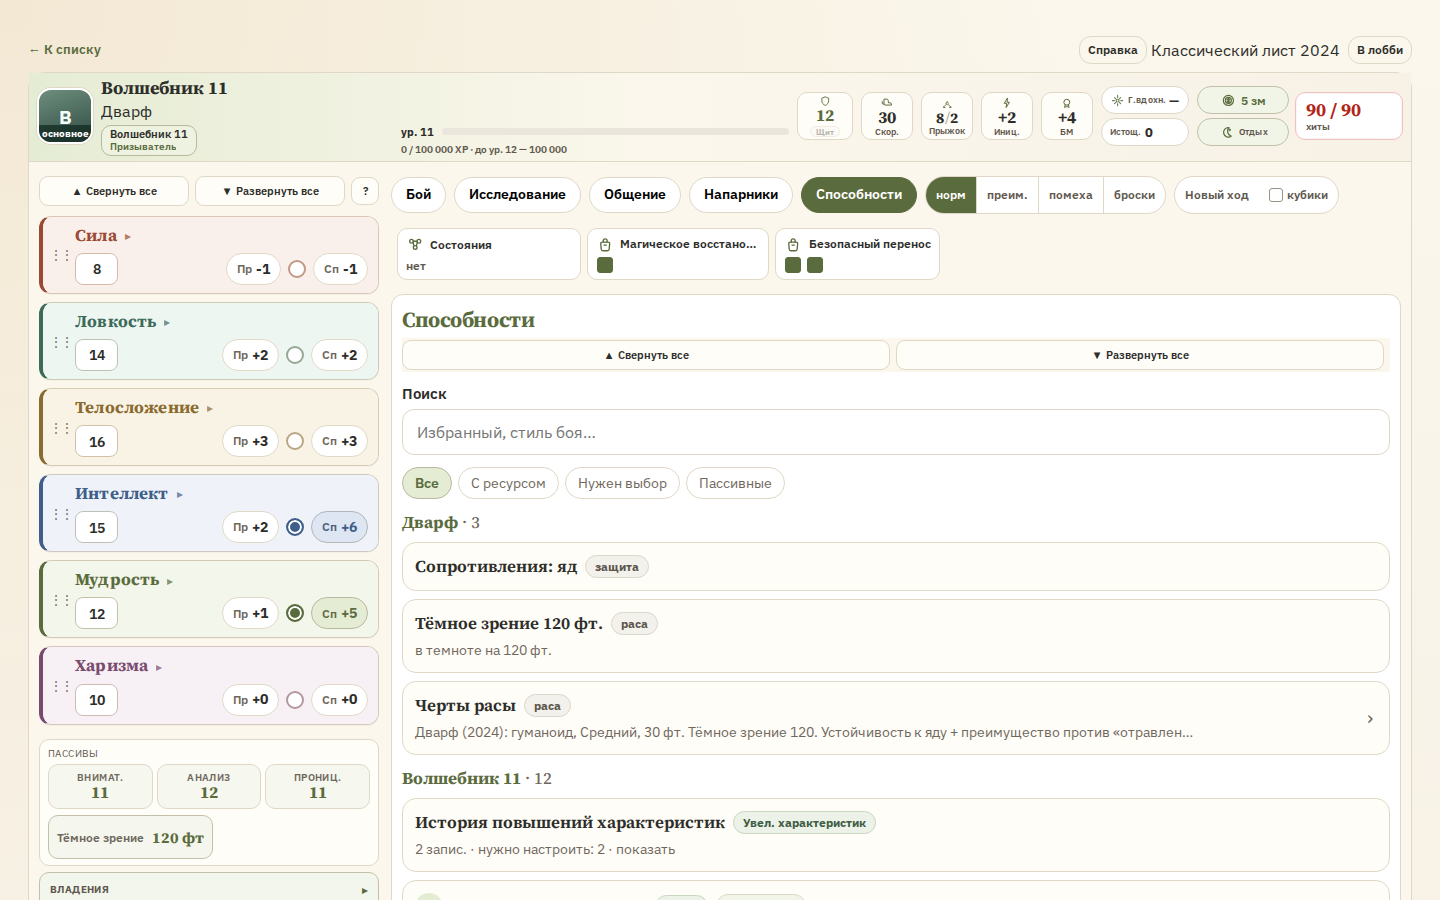 ← К списку
Справка Классический лист 2024 В лобби
Волшебник 11
Дварф
В
основное
Волшебник 11
Призыватель
ур. 11
0 / 100 000 XP · до ур. 12 — 100 000
12
Щит
30
Скор.
8/2
Прыжок
+2
Иниц.
+4
БМ
Г.вдохн. —
Истощ. 0
5 зм
Отдых
90 / 90
хиты
▲ Свернуть все ▼ Развернуть все ?
Бой Исследование Общение Напарники Способности норм преим. помеха броски Новый ход кубики
Сила ▸
8 Пр -1 Сп -1
Ловкость ▸
14 Пр +2 Сп +2
Телосложение ▸
16 Пр +3 Сп +3
Интеллект ▸
15 Пр +2 Сп +6
Мудрость ▸
12 Пр +1 Сп +5
Харизма ▸
10 Пр +0 Сп +0
ПАССИВЫ
ВНИМАТ. АНАЛИЗ ПРОНИЦ.
11 12 11
Тёмное зрение 120 фт
ВЛАДЕНИЯ ▸
Состояния
нет
Магическое восстано...
Безопасный перенос
Способности
▲ Свернуть все ▼ Развернуть все
Поиск
Избранный, стиль боя...
Все С ресурсом Нужен выбор Пассивные
Дварф · 3
Сопротивления: яд защита
Тёмное зрение 120 фт. раса
в темноте на 120 фт.
Черты расы раса
Дварф (2024): гуманоид, Средний, 30 фт. Тёмное зрение 120. Устойчивость к яду + преимущество против «отравлен... ›
Волшебник 11 · 12
История повышений характеристик Увел. характеристик
2 запис. · нужно настроить: 2 · показать